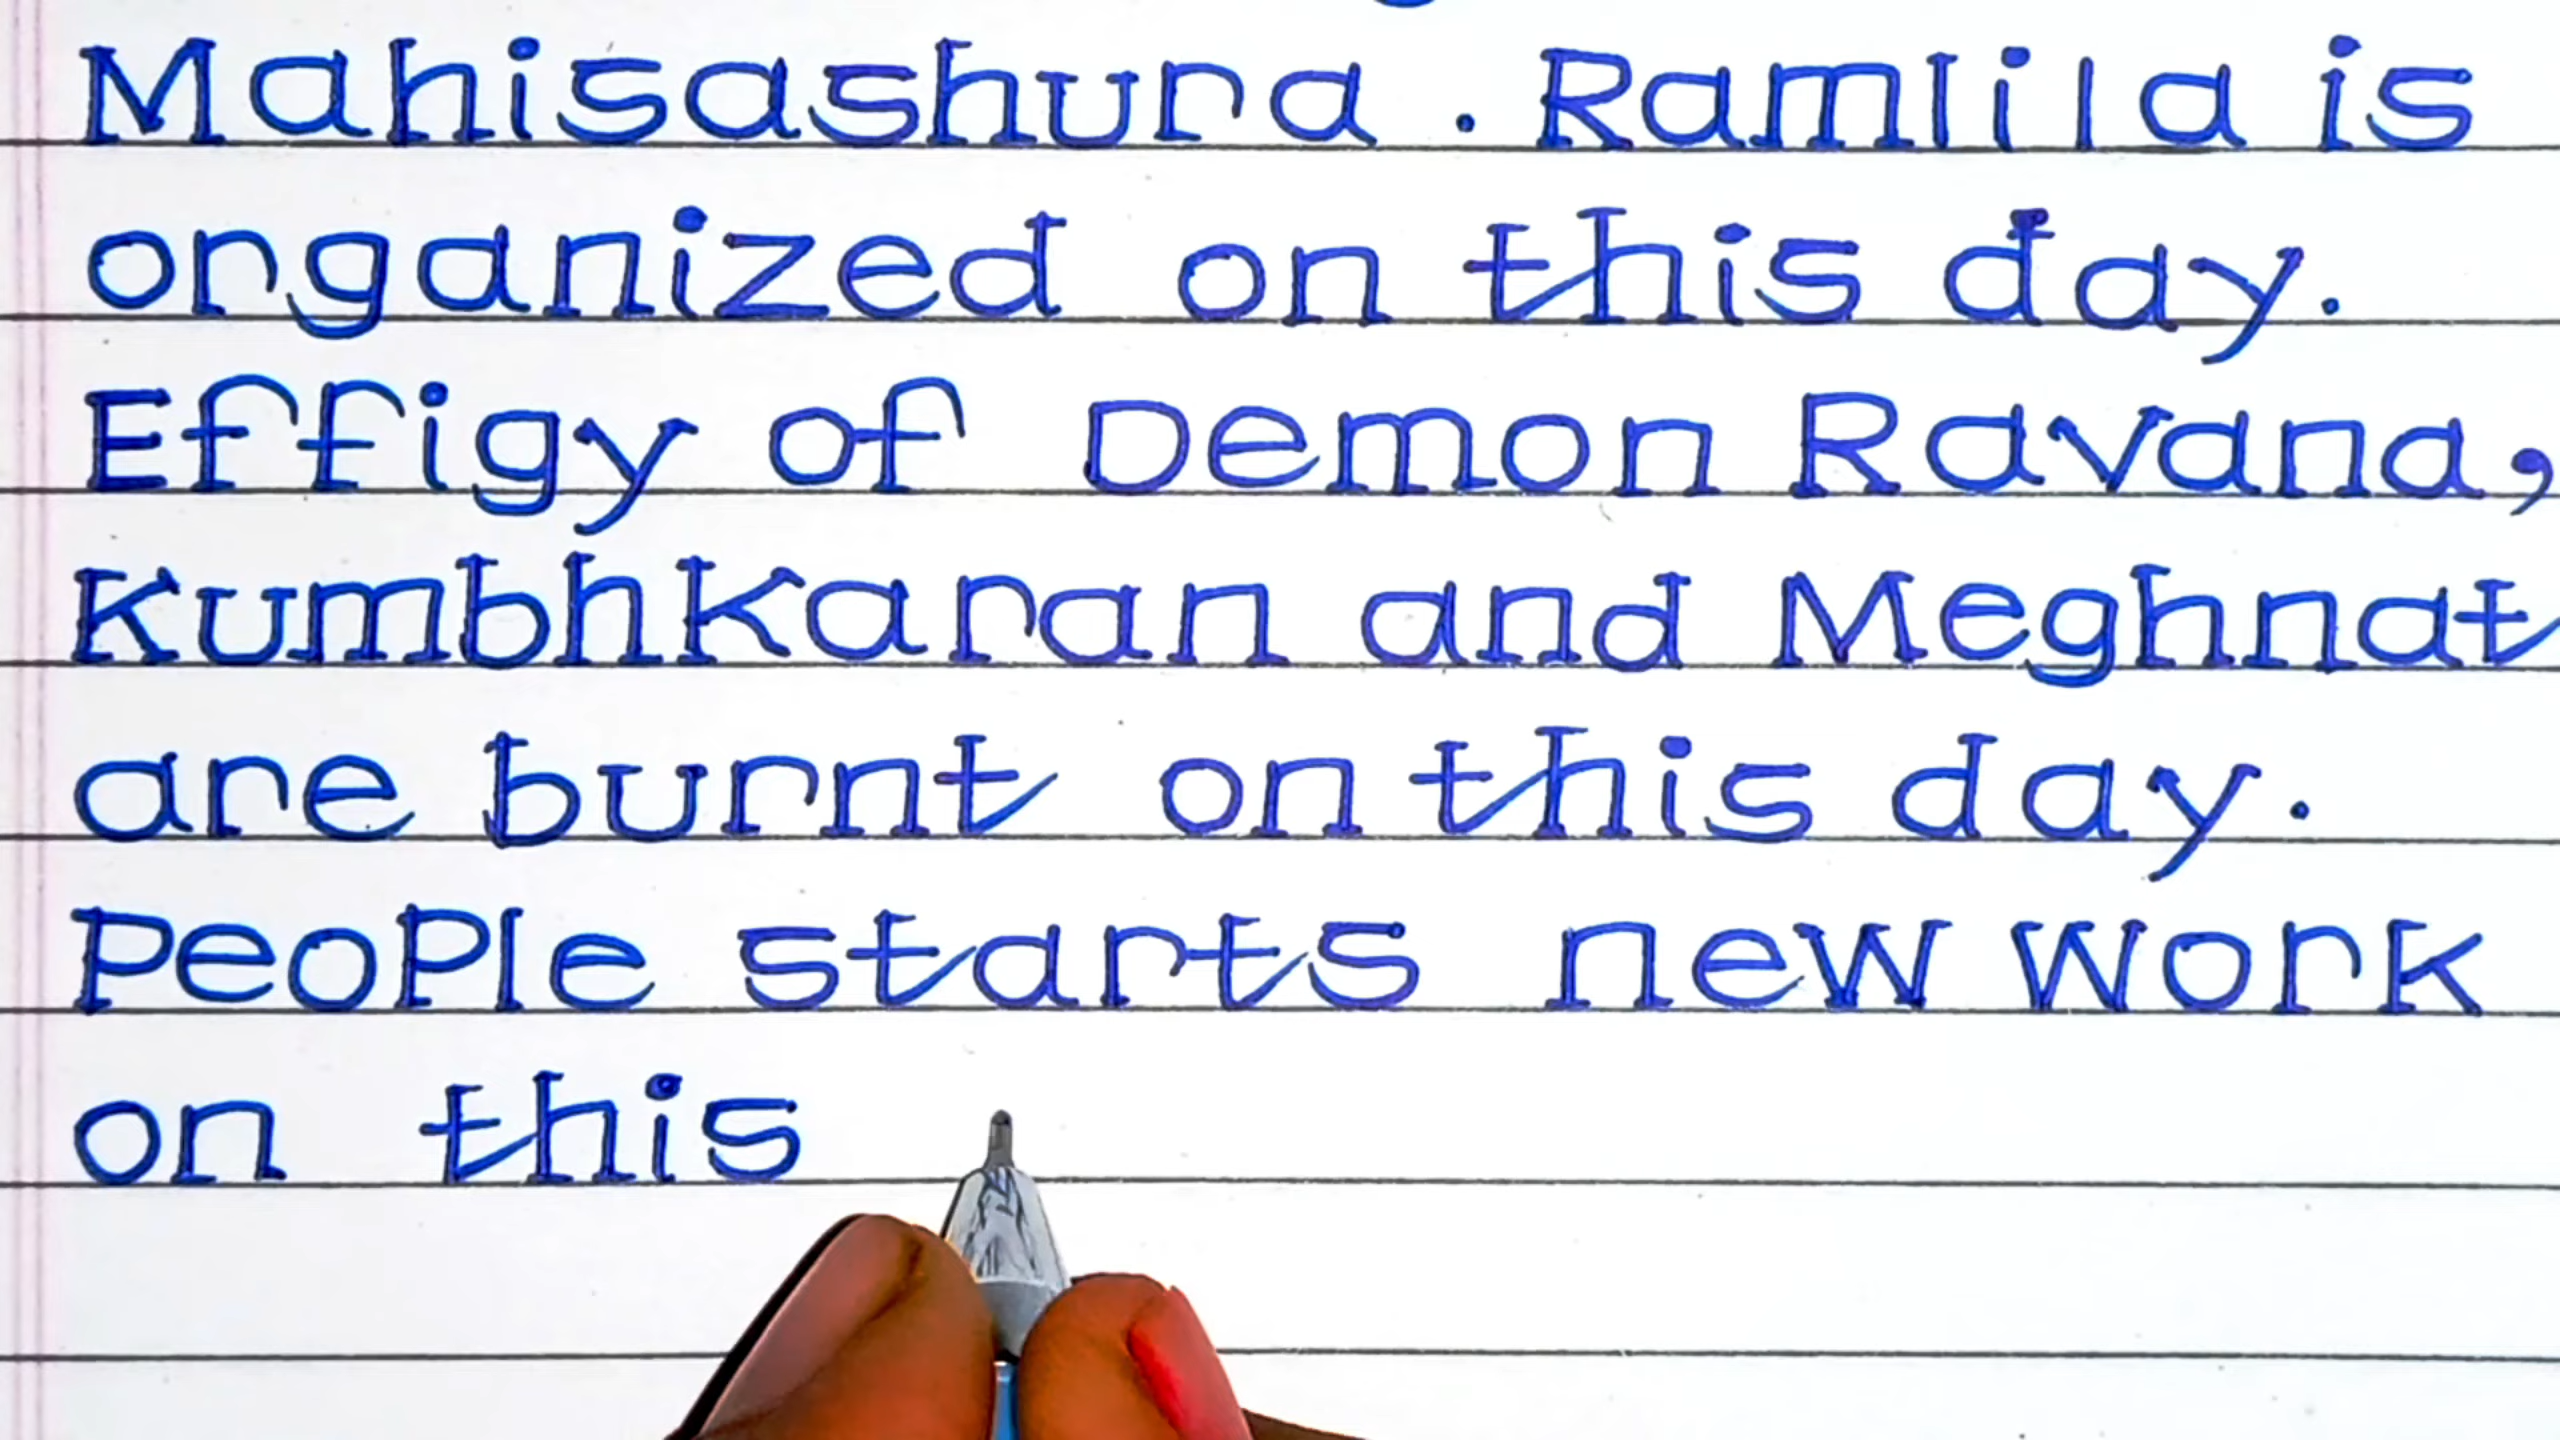 Mahisashura . Ramlila is
organized on this day.
Effigy of Demon Ravana,
Kumbhkaran and Meghnat
are burnt on this day.
People starts new work
on this